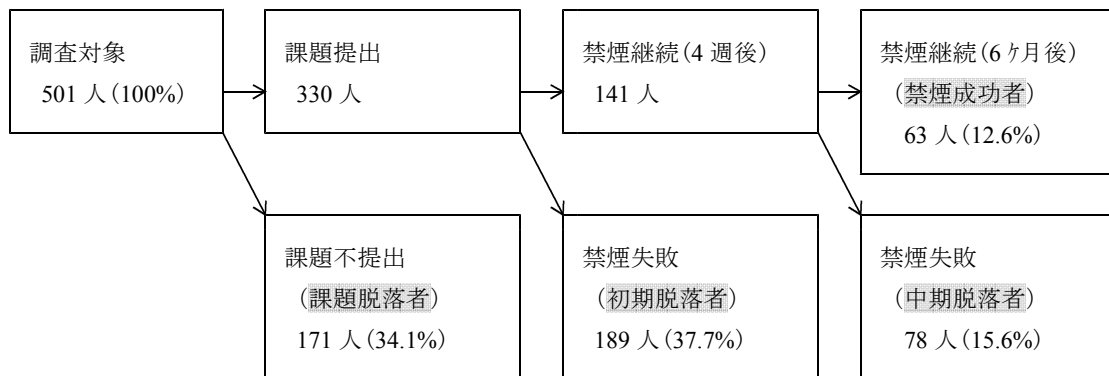 調査対象
501 人(100%)
課題提出
330 人
禁煙継続(4 週後)
141 人
禁煙継続(6 ヶ月後)
(禁煙成功者)
63 人(12.6%)
課題不提出
(課題脱落者)
171 人(34.1%)
禁煙失敗
(初期脱落者)
189 人(37.7%)
禁煙失敗
(中期脱落者)
78 人(15.6%)